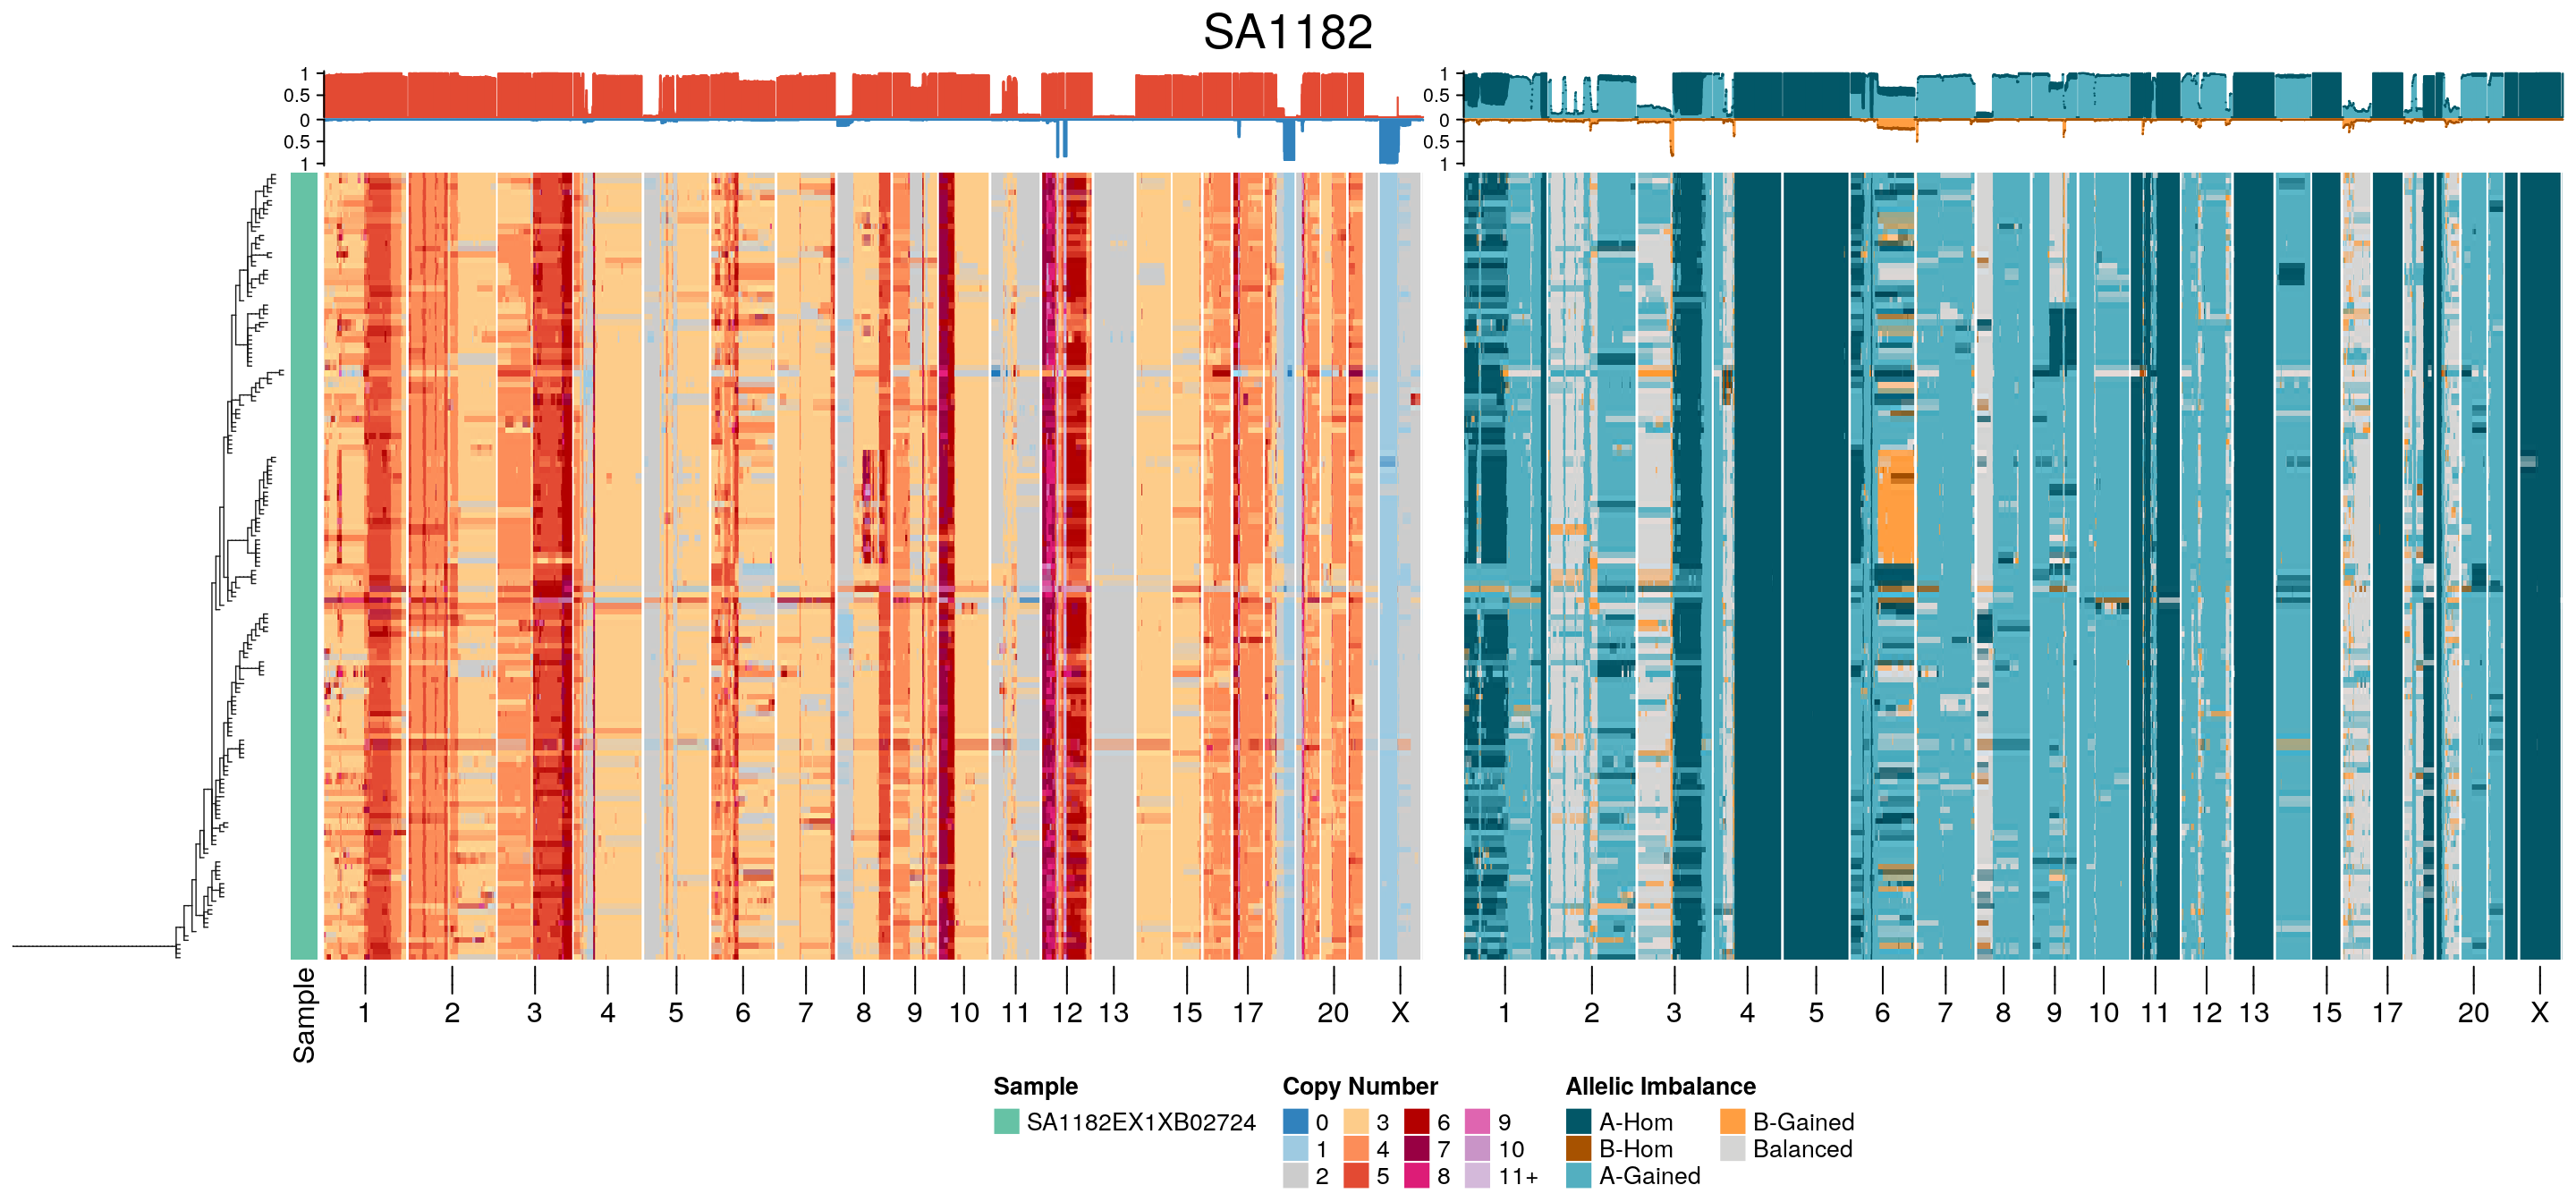 SA1182
1
0.5
0
0.5
1
1
0.5
0
0.5
1
Sample
1 2 3 4 5 6 7 8 9 10 11 12 13 15 17 20 X
1 2 3 4 5 6 7 8 9 10 11 12 13 15 17 20 X
Sample
SA1182EX1XB02724
Copy Number
0 3 6 9
1 4 7 10
2 5 8 11+
Allelic Imbalance
A-Hom B-Gained
B-Hom Balanced
A-Gained